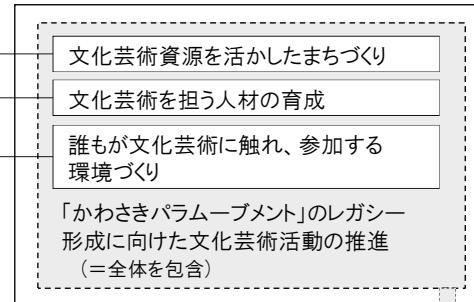 文化芸術資源を活かしたまちづくり
文化芸術を担う人材の育成
誰もが文化芸術に触れ、参加する
環境づくり
「かわさきパラムーブメント」のレガシー
形成に向けた文化芸術活動の推進
（＝全体を包含）